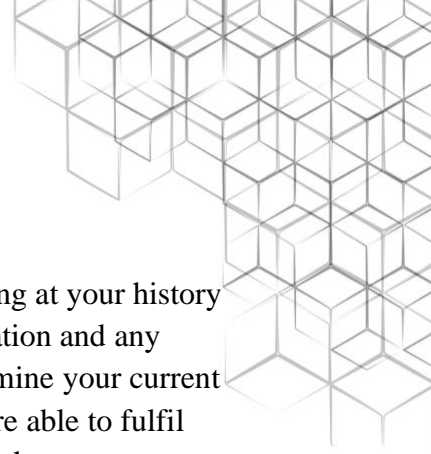 ng at your history
ation and any
mine your current
re able to fulfil